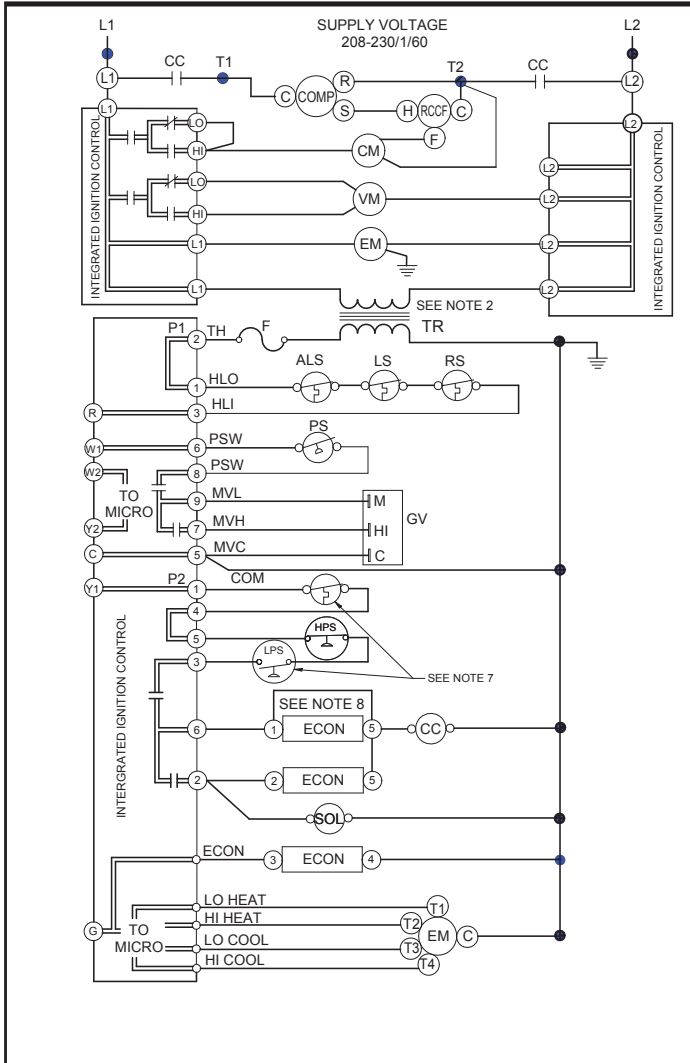 L1 SUPPLY VOLTAGE L2
208-230/1/60
CC T1 T2 CC
L1 C COMP R L2
S H RCCF C
L1 L2
LO F
HI CM
L2
LO
VM L2
HI
L1 EM L2
L1 L2
INTEGRATED IGNITION CONTROL
INTEGRATED IGNITION CONTROL
SEE NOTE 2
TR
P1 2 TH F
ALS LS RS
1 HLO
R 3 HLI
W1 6 PSW PS
W2 8 PSW
TO
MICRO
9 MVL M
GV
Y2 7 MVH HI
C 5 MVC C
Y1 P2 1 COM
4
5 HPS
3 LPS
SEE NOTE 7
INTERGRATED IGNITION CONTROL
SEE NOTE 8
6 1 ECON 5 CC
2 2 ECON 5
SOL
ECON 3 ECON 4
LO HEAT T1
G TO HI HEAT T2 EM C
MICRO LO COOL T3
HI COOL T4